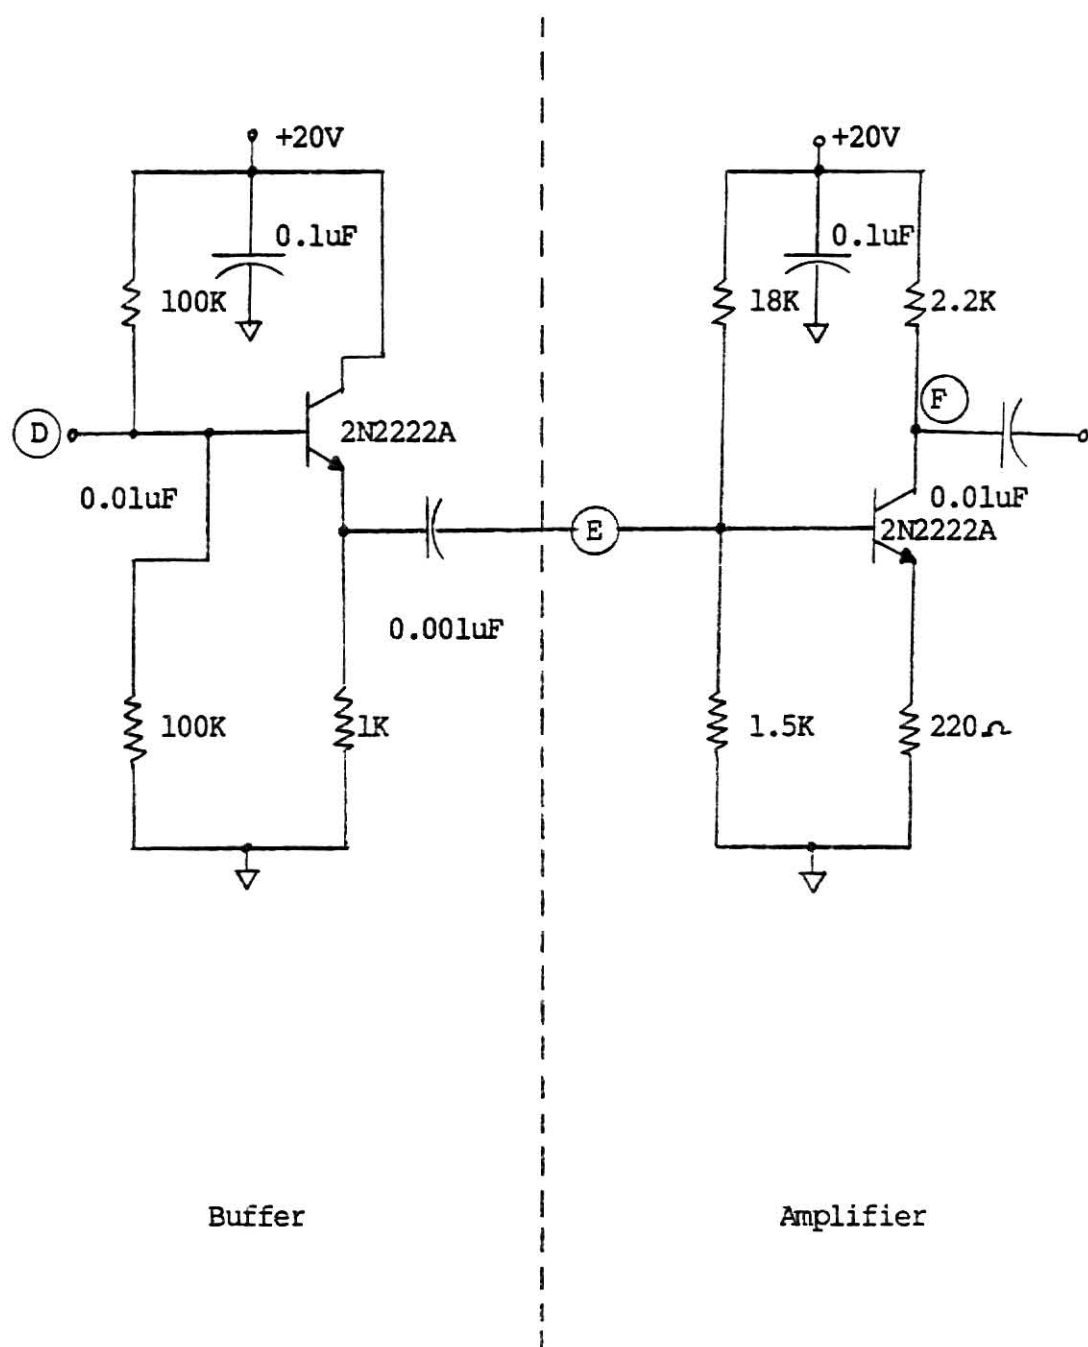 +20V
+20V
0.1uF
0.1uF
100K
18K
2.2K
D
2N2222A
F
0.01uF
0.01uF
E
2N2222A
0.001uF
100K
1K
1.5K
220Ω
Buffer
Amplifier